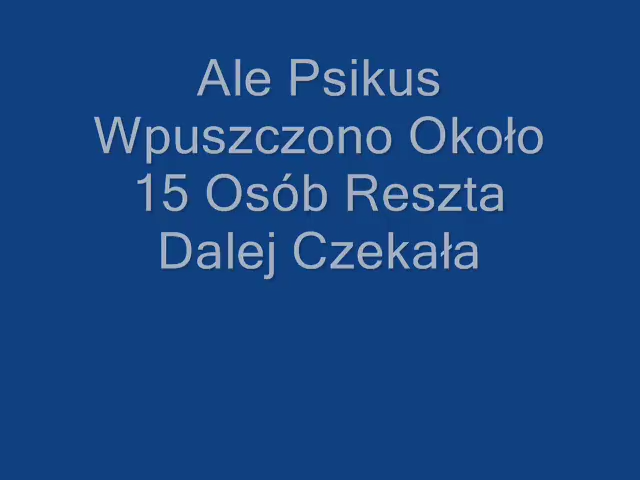 Ale Psikus
Wpuszczono Około
15 Osób Reszta
Dalej Czekała